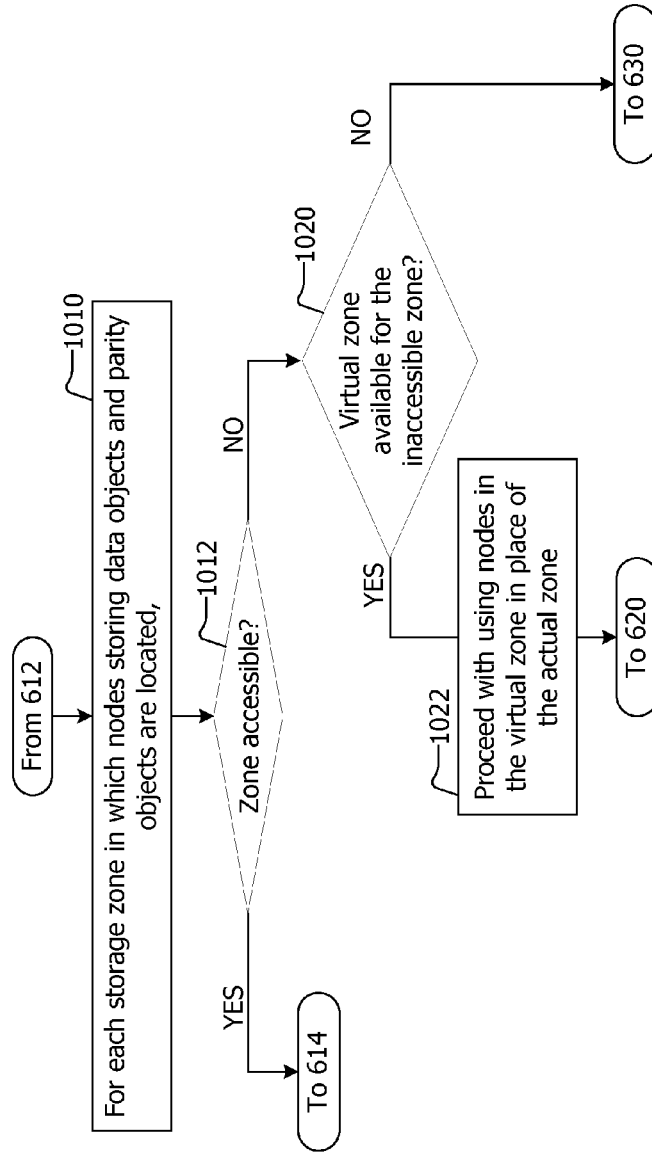 From 612
1010
For each storage zone in which nodes storing data objects and parity
objects are located,
1012
Zone accessible?
YES
NO
To 614
1020
Virtual zone
available for the
inaccessible zone?
YES
NO
1022
Proceed with using nodes in
the virtual zone in place of
the actual zone
To 620
To 630